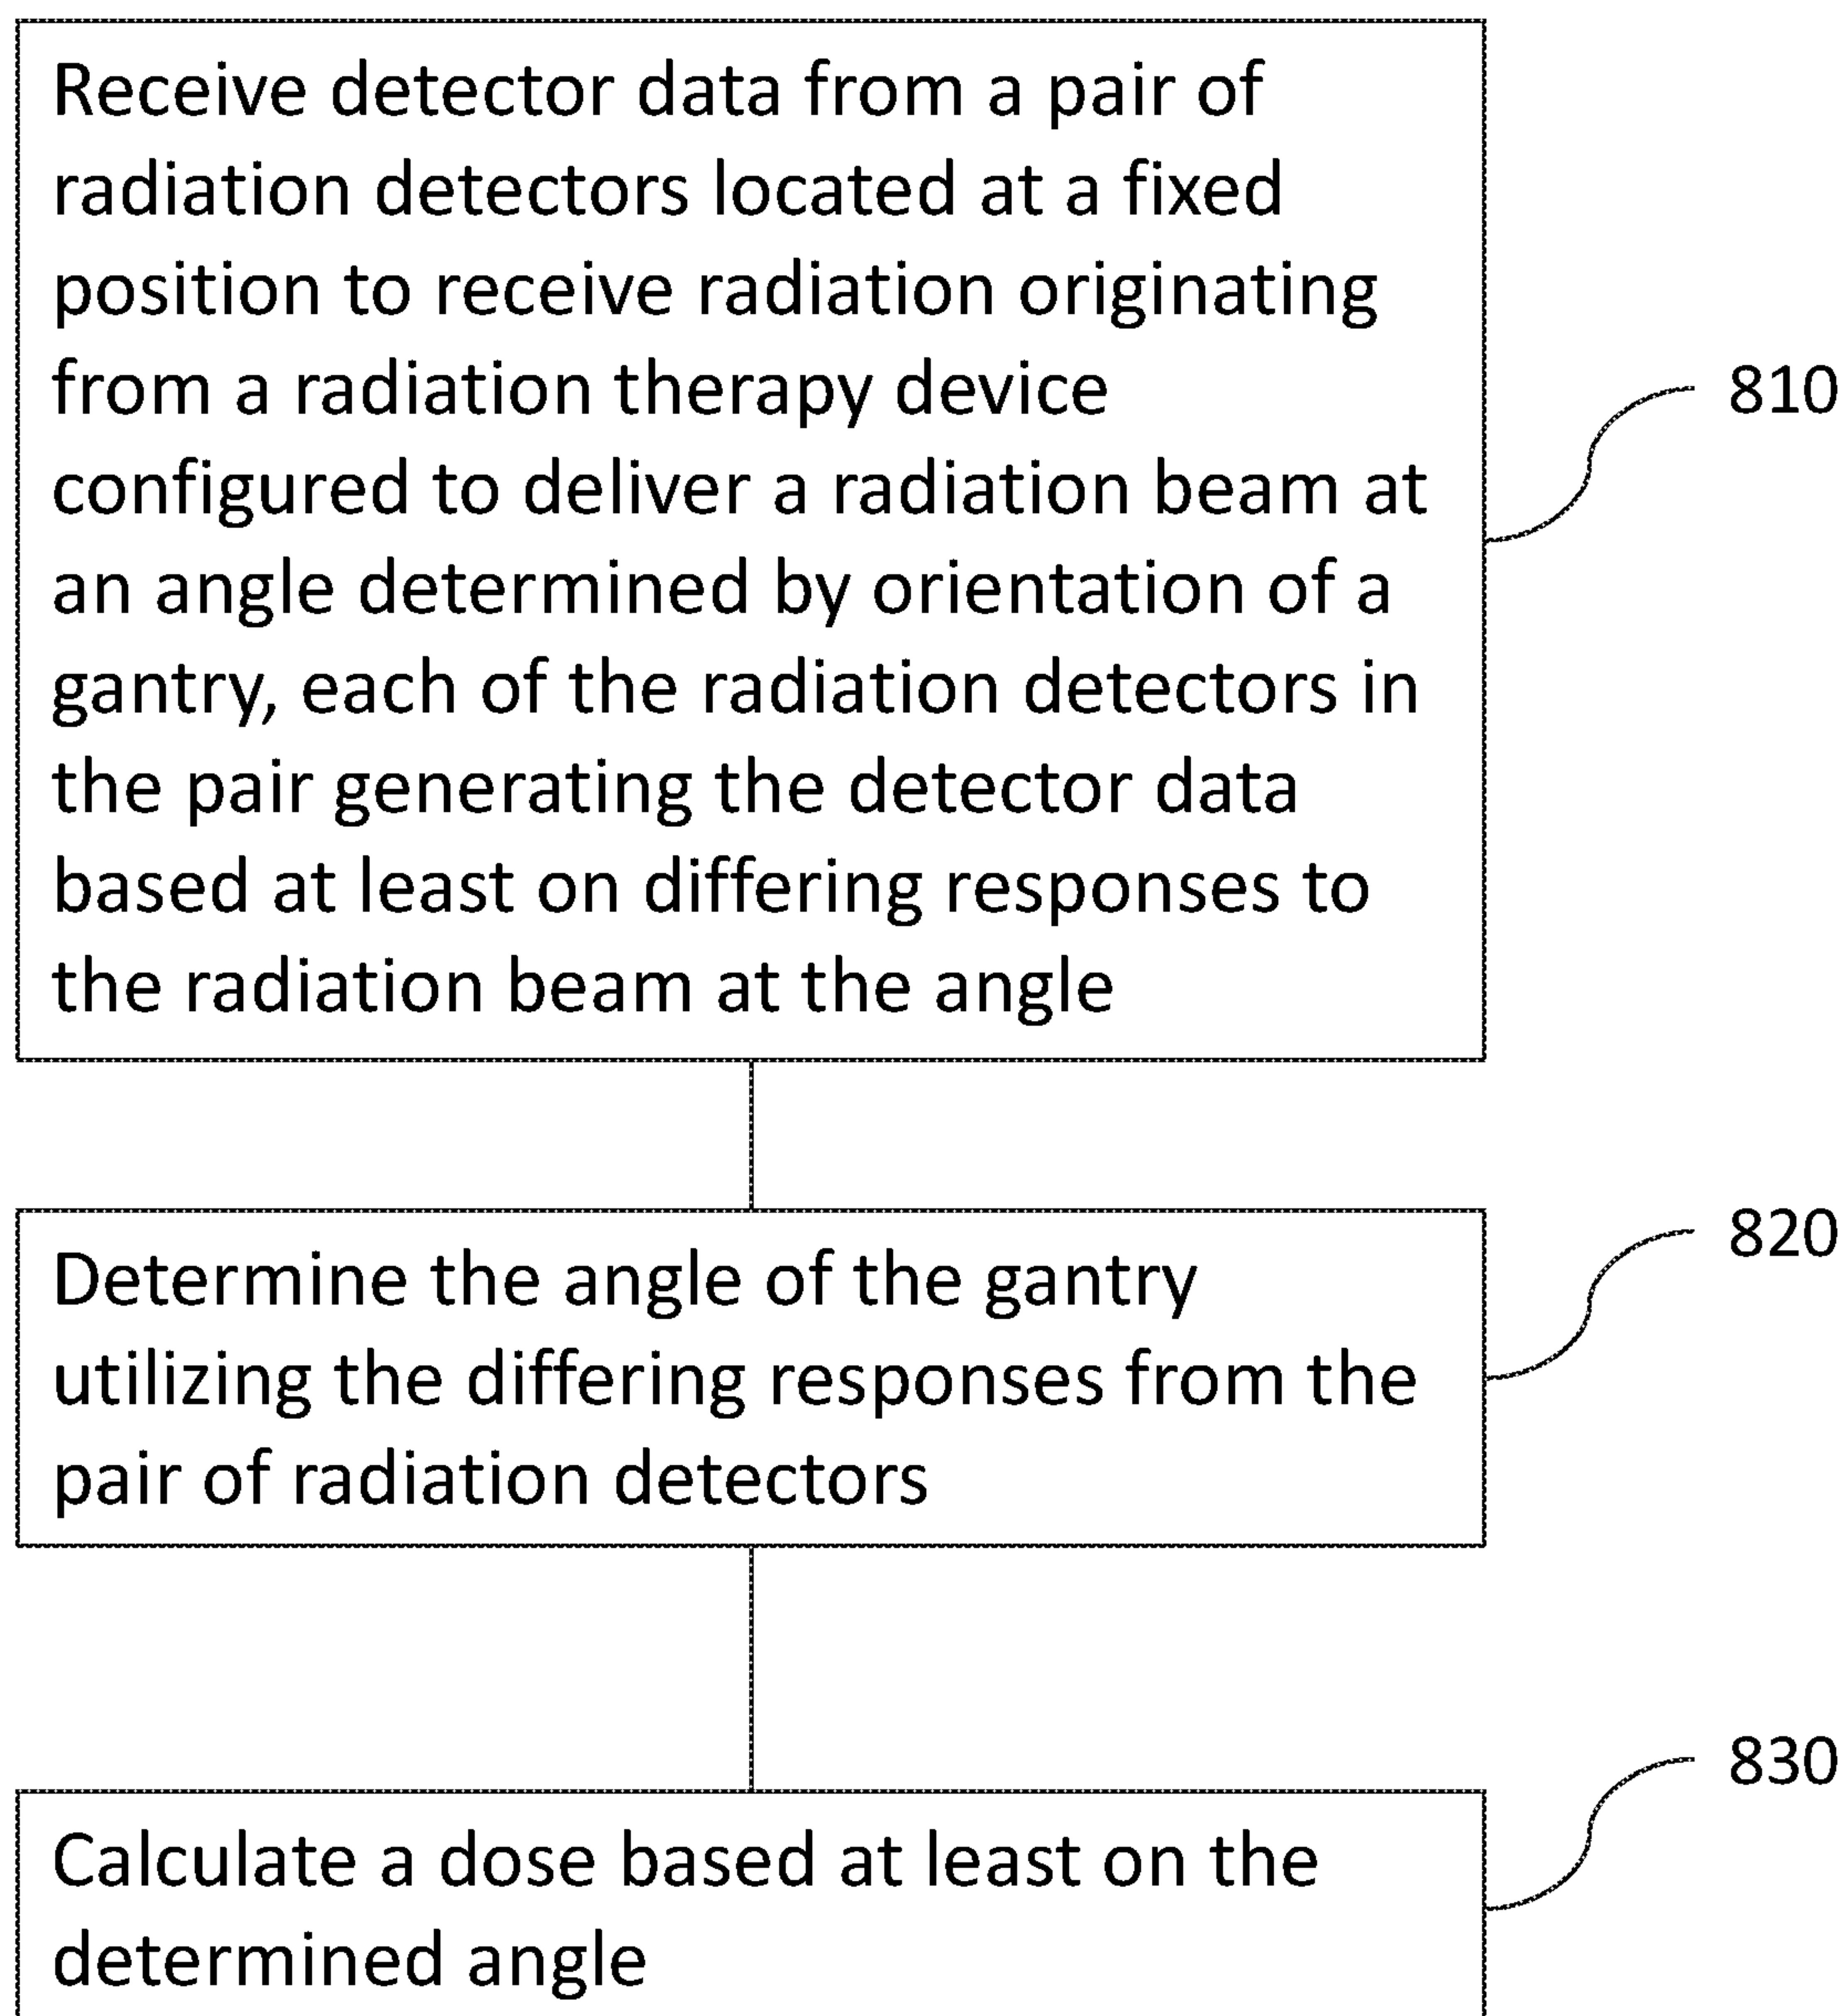 Receive detector data from a pair of
radiation detectors located at a fixed
position to receive radiation originating
from a radiation therapy device
configured to deliver a radiation beam at
an angle determined by orientation of a
gantry, each of the radiation detectors in
the pair generating the detector data
based at least on differing responses to
the radiation beam at the angle
810
Determine the angle of the gantry
utilizing the differing responses from the
pair of radiation detectors
820
Calculate a dose based at least on the
determined angle
830